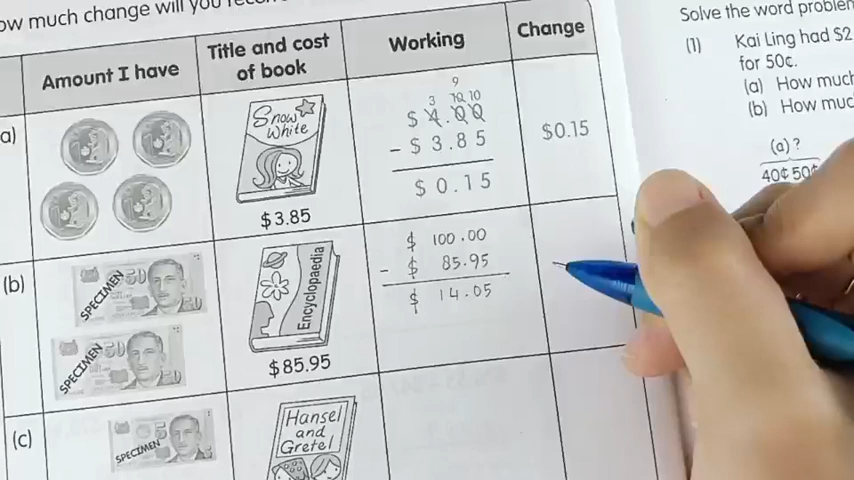 ow much change will you
Amount I have
Title and cost
of book
Working
Change
a)
Snow
White
$3.85
9
3 10 10
$ 4.00
- $ 3.85
$ 0.15
$0.15
(b)
SPECIMEN
50
SPECIMEN
50
Encyclopaedia
$85.95
$ 100.00
- $ 85.95
$ 14.05
(c)
SPECIMEN
5
Hansel
and
Gretel
Solve the word problem
(1) Kai Ling had $2
for 50¢.
(a) How much
(b) How muc
(a) ?
40¢ 50¢